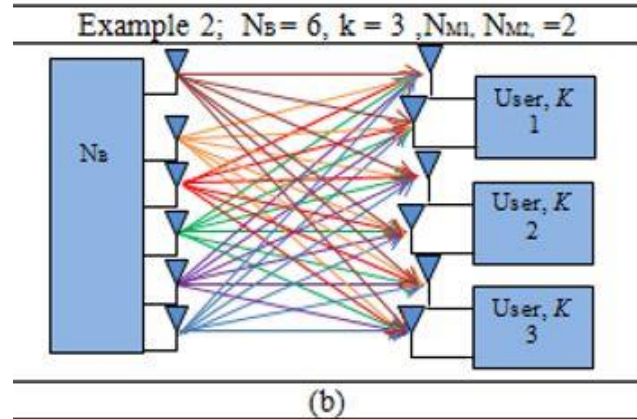 Example 2; NB = 6, k = 3 ,NM1, NM2, =2
NB
User, K
1
User, K
2
User, K
3
(b)